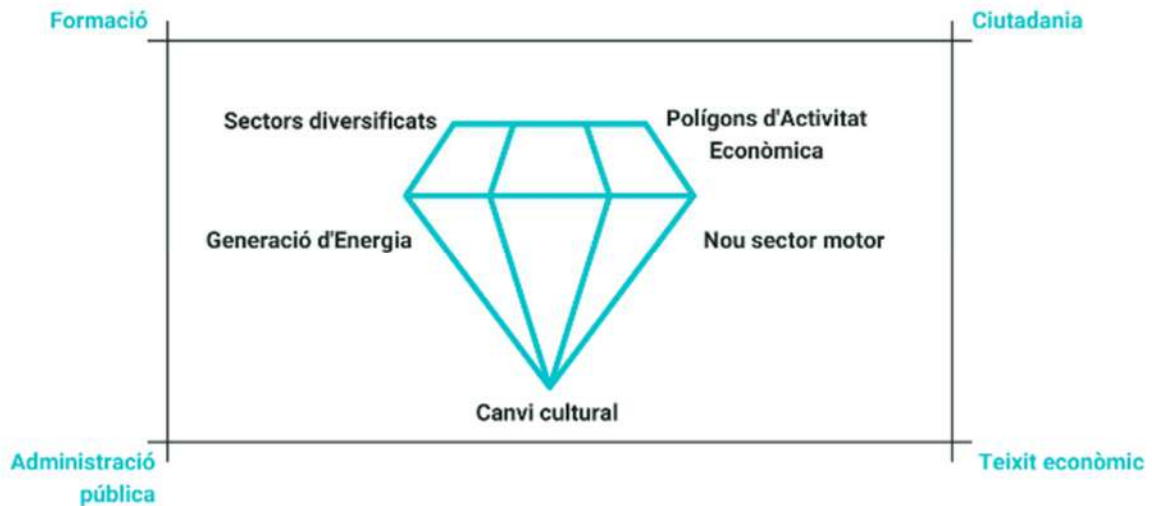 Formació
Ciutadania
Sectors diversificats
Polígons d'Activitat
Econòmica
Generació d'Energia
Nou sector motor
Canvi cultural
Administració
pública
Teixit econòmic